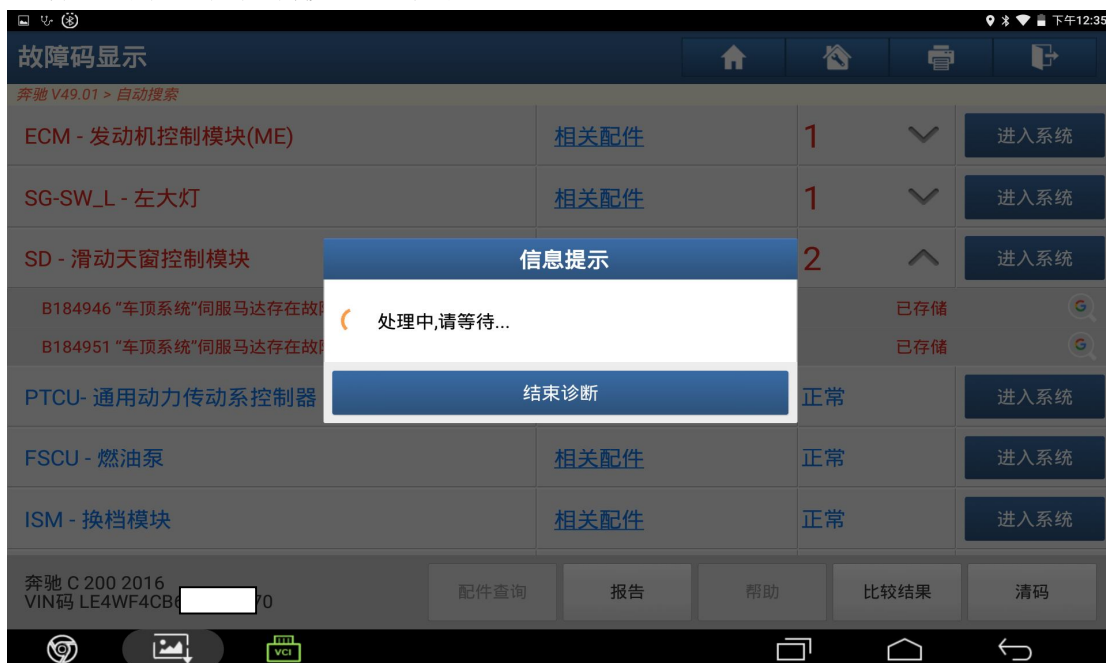 下午12:35
故障码显示
奔驰 V49.01 > 自动搜索
ECM - 发动机控制模块(ME) 相关配件 1 进入系统
SG-SW_L - 左大灯 相关配件 1 进入系统
SD - 滑动天窗控制模块 2 进入系统
信息提示
B184946 “车顶系统”伺服马达存在故 已存储
处理中,请等待...
B184951 “车顶系统”伺服马达存在故 已存储
结束诊断
PTCU- 通用动力传动系控制器 正常 进入系统
FSCU - 燃油泵 相关配件 正常 进入系统
ISM - 换档模块 相关配件 正常 进入系统
奔驰 C 200 2016
VIN码 LE4WF4CB 70
配件查询 报告 帮助 比较结果 清码
VCI